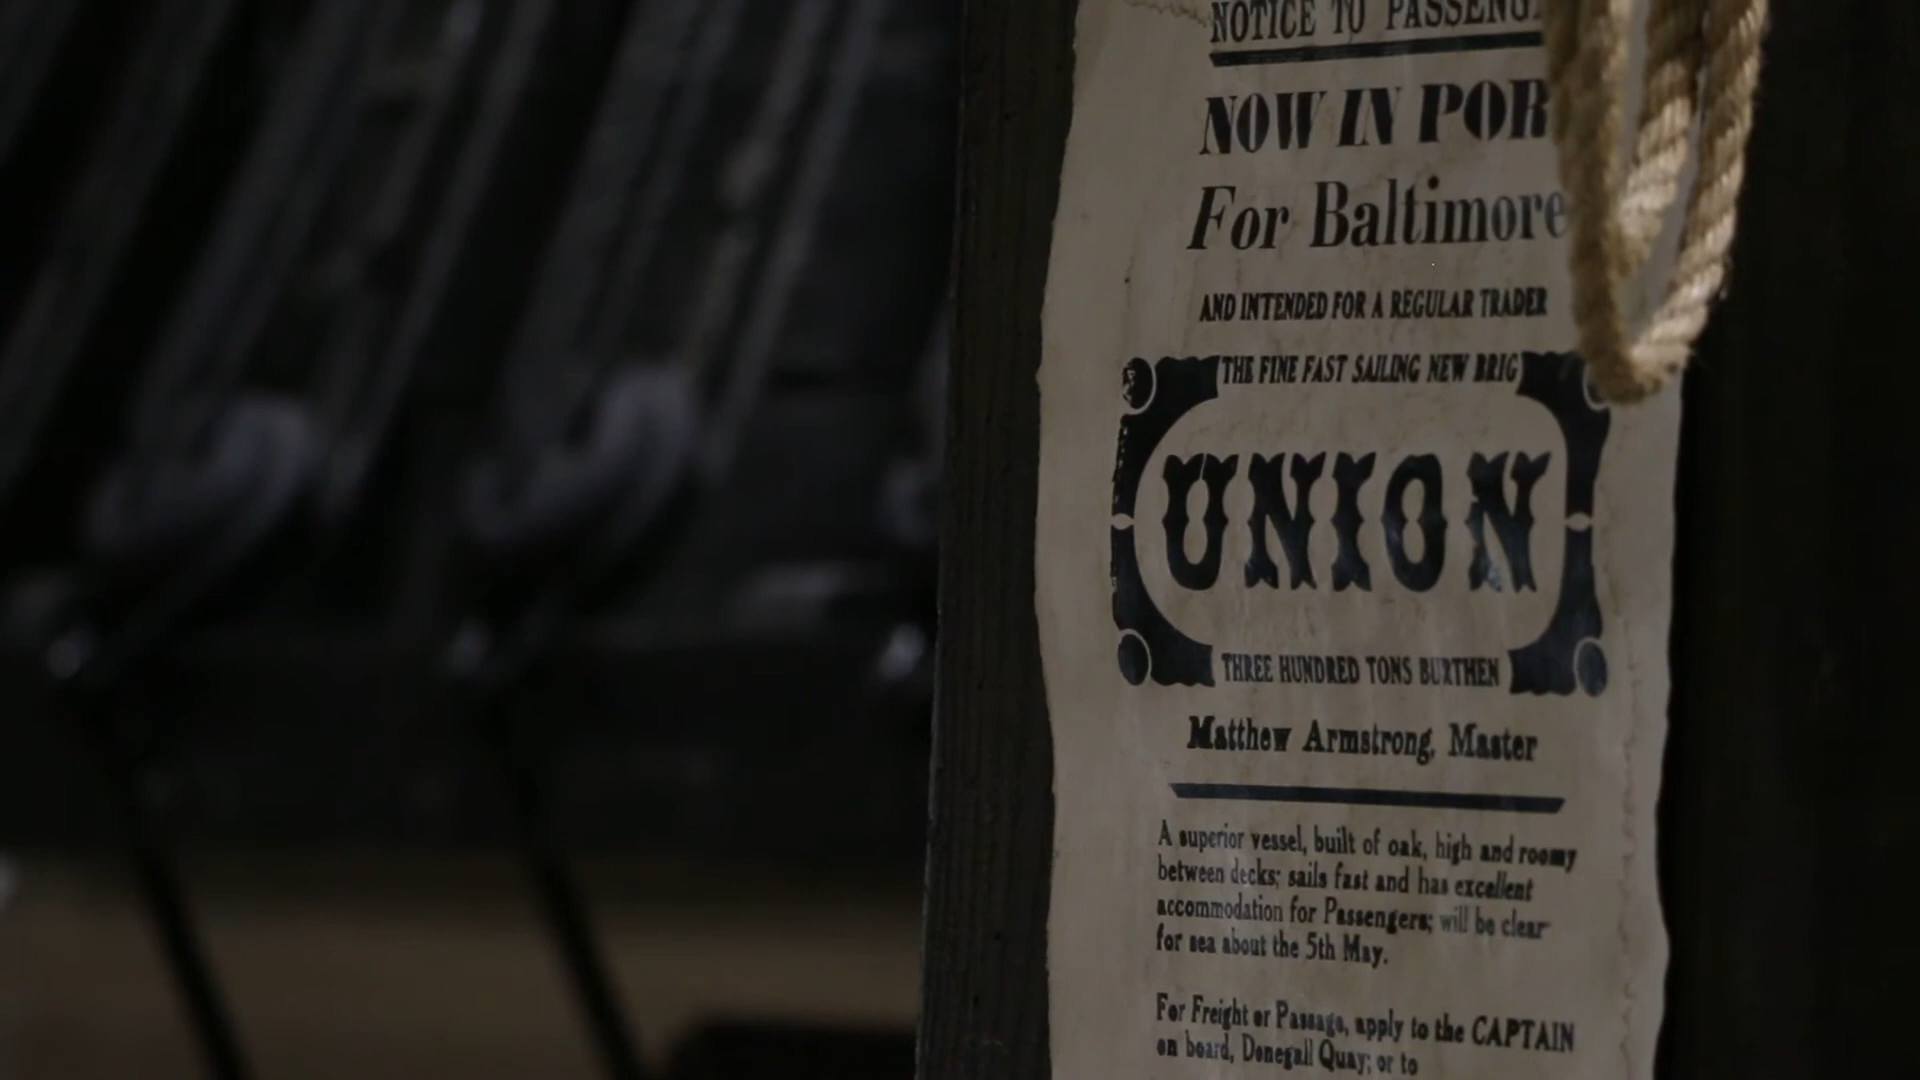 NOTICE TO PASSENG
NOW IN POR
For Baltimore
AND INTENDED FOR A REGULAR TRADER
THE FINE FAST SAILING NEW BRIG
UNION
THREE HUNDRED TONS BURTHEN
Matthew Armstrong, Master
A superior vessel, built of oak, high and roomy
between decks; sails fast and has excellent
accommodation for Passengers; will be clear
for sea about the 5th May.
For Freight or Passage, apply to the CAPTAIN
on board, Donegall Quay; or to